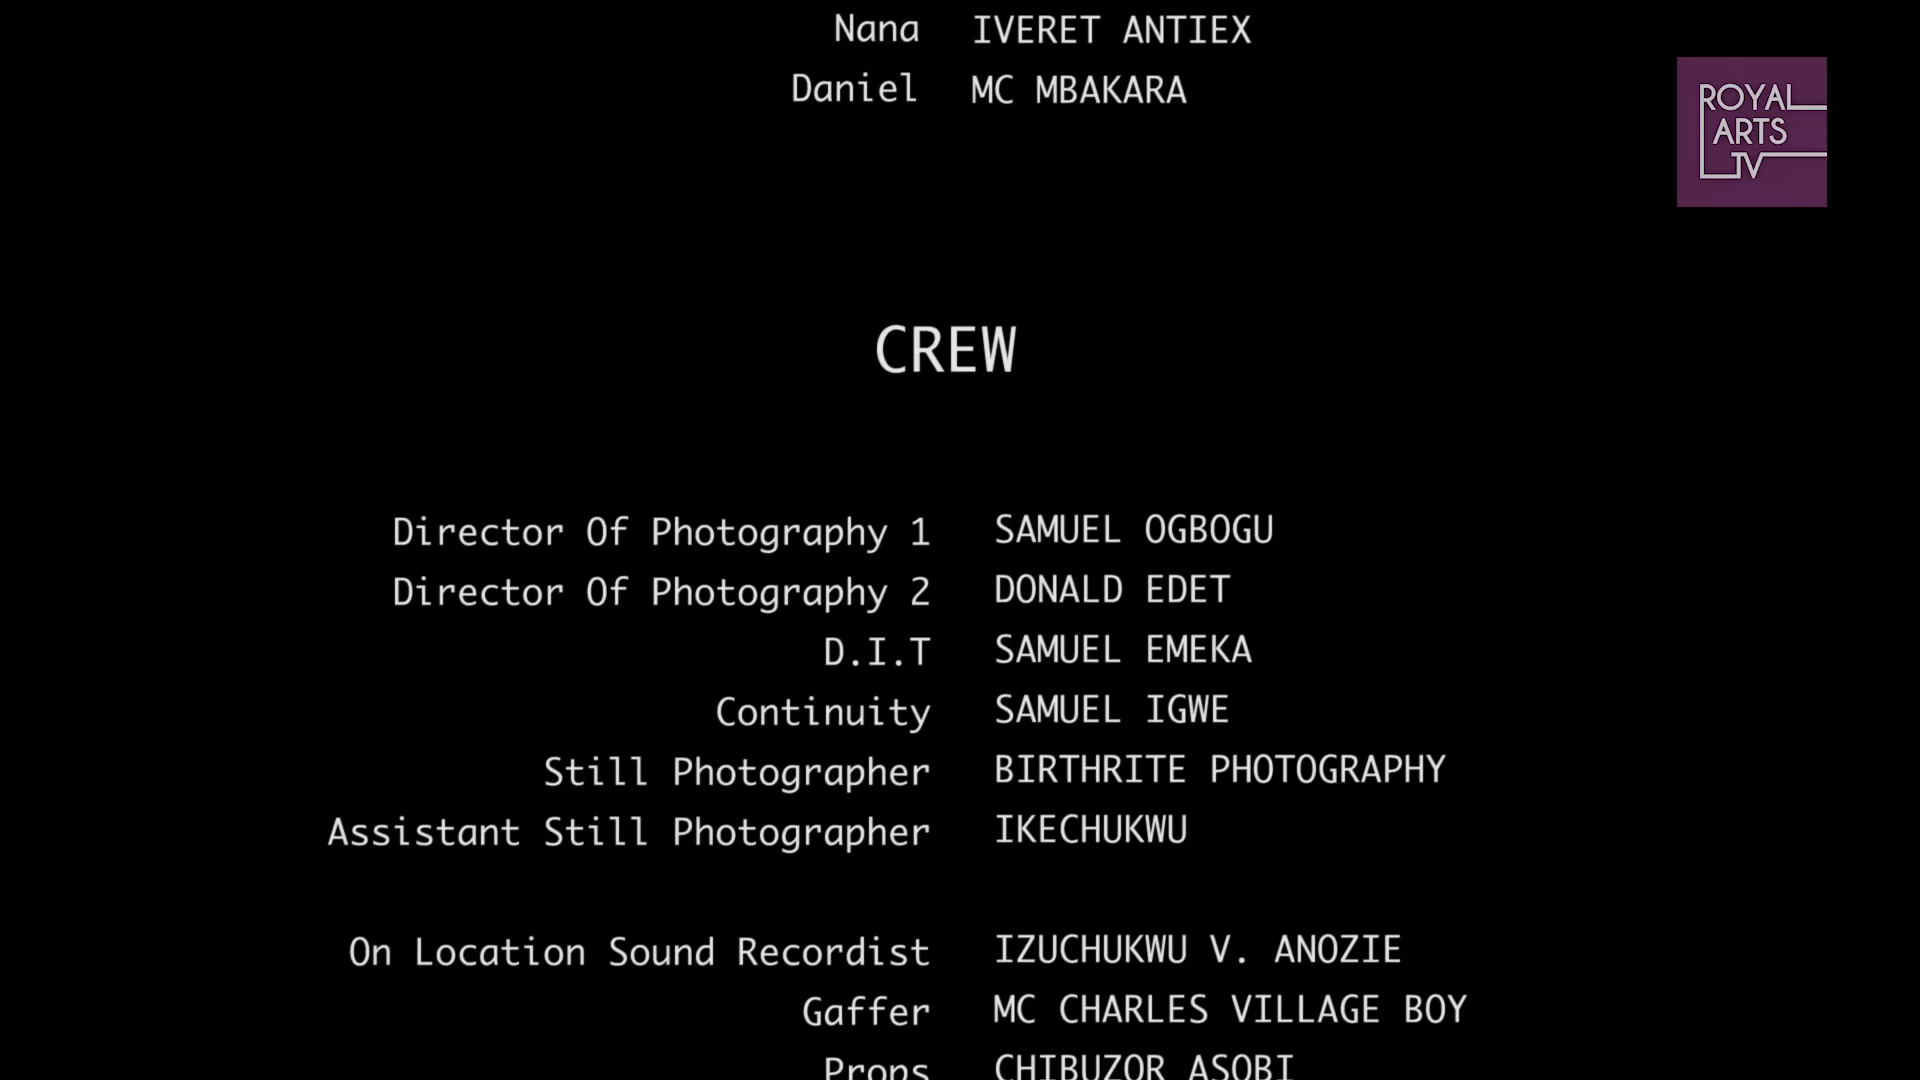 Nana IVERET ANTIEX
Daniel MC MBAKARA
ROYAL
ARTS
TV
CREW
Director Of Photography 1 SAMUEL OGBOGU
Director Of Photography 2 DONALD EDET
D.I.T SAMUEL EMEKA
Continuity SAMUEL IGWE
Still Photographer BIRTHRITE PHOTOGRAPHY
Assistant Still Photographer IKECHUKWU
On Location Sound Recordist IZUCHUKWU V. ANOZIE
Gaffer MC CHARLES VILLAGE BOY
Props CHIBUZOR ASOBI